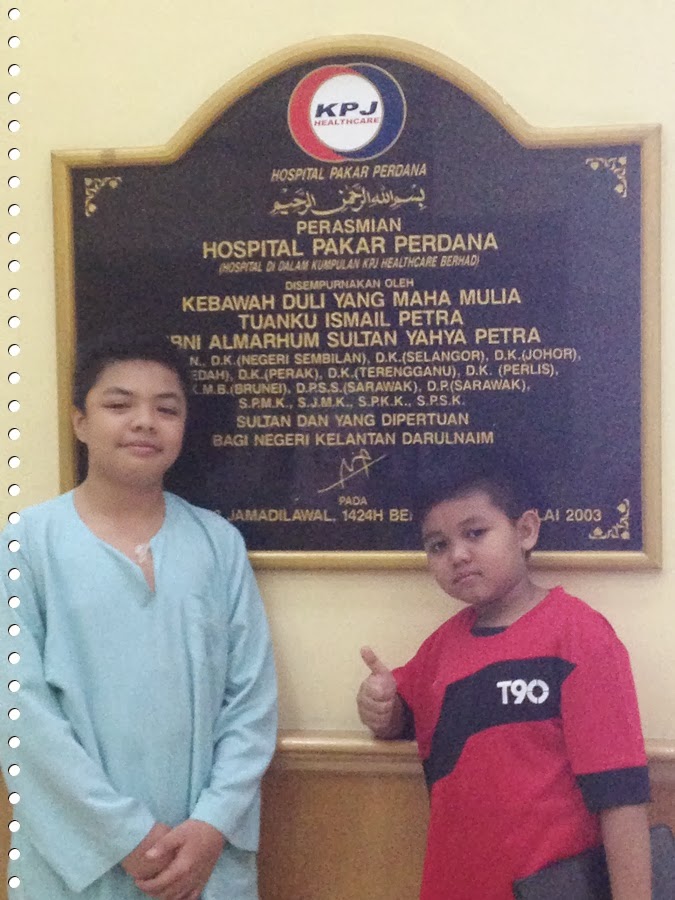 KPJ
HEALTHCARE
HOSPITAL PAKAR PERDANA
بسم الله الرحمن الرحيم
PERASMIAN
HOSPITAL PAKAR PERDANA
(HOSPITAL DI DALAM KUMPULAN KPJ HEALTHCARE BERHAD)
DISEMPURNAKAN OLEH
KEBAWAH DULI YANG MAHA MULIA
TUANKU ISMAIL PETRA
ALMARHUM SULTAN YAHYA PETRA
D.K.(NEGERI SEMBILAN), D.K.(SELANGOR), D.K.(JOHOR),
D.K.(PERAK), D.K.(TERENGGANU), D.K. (PERLIS),
(BRUNEI), D.P.S.S.(SARAWAK), D.P.(SARAWAK),
S.P.M.K., S.J.M.K., S.P.K.K., S.P.S.K.
SULTAN DAN YANG DIPERTUAN
BAGI NEGERI KELANTAN DARULNAIM
PADA
JAMADILAWAL, 1424H 2003
T90